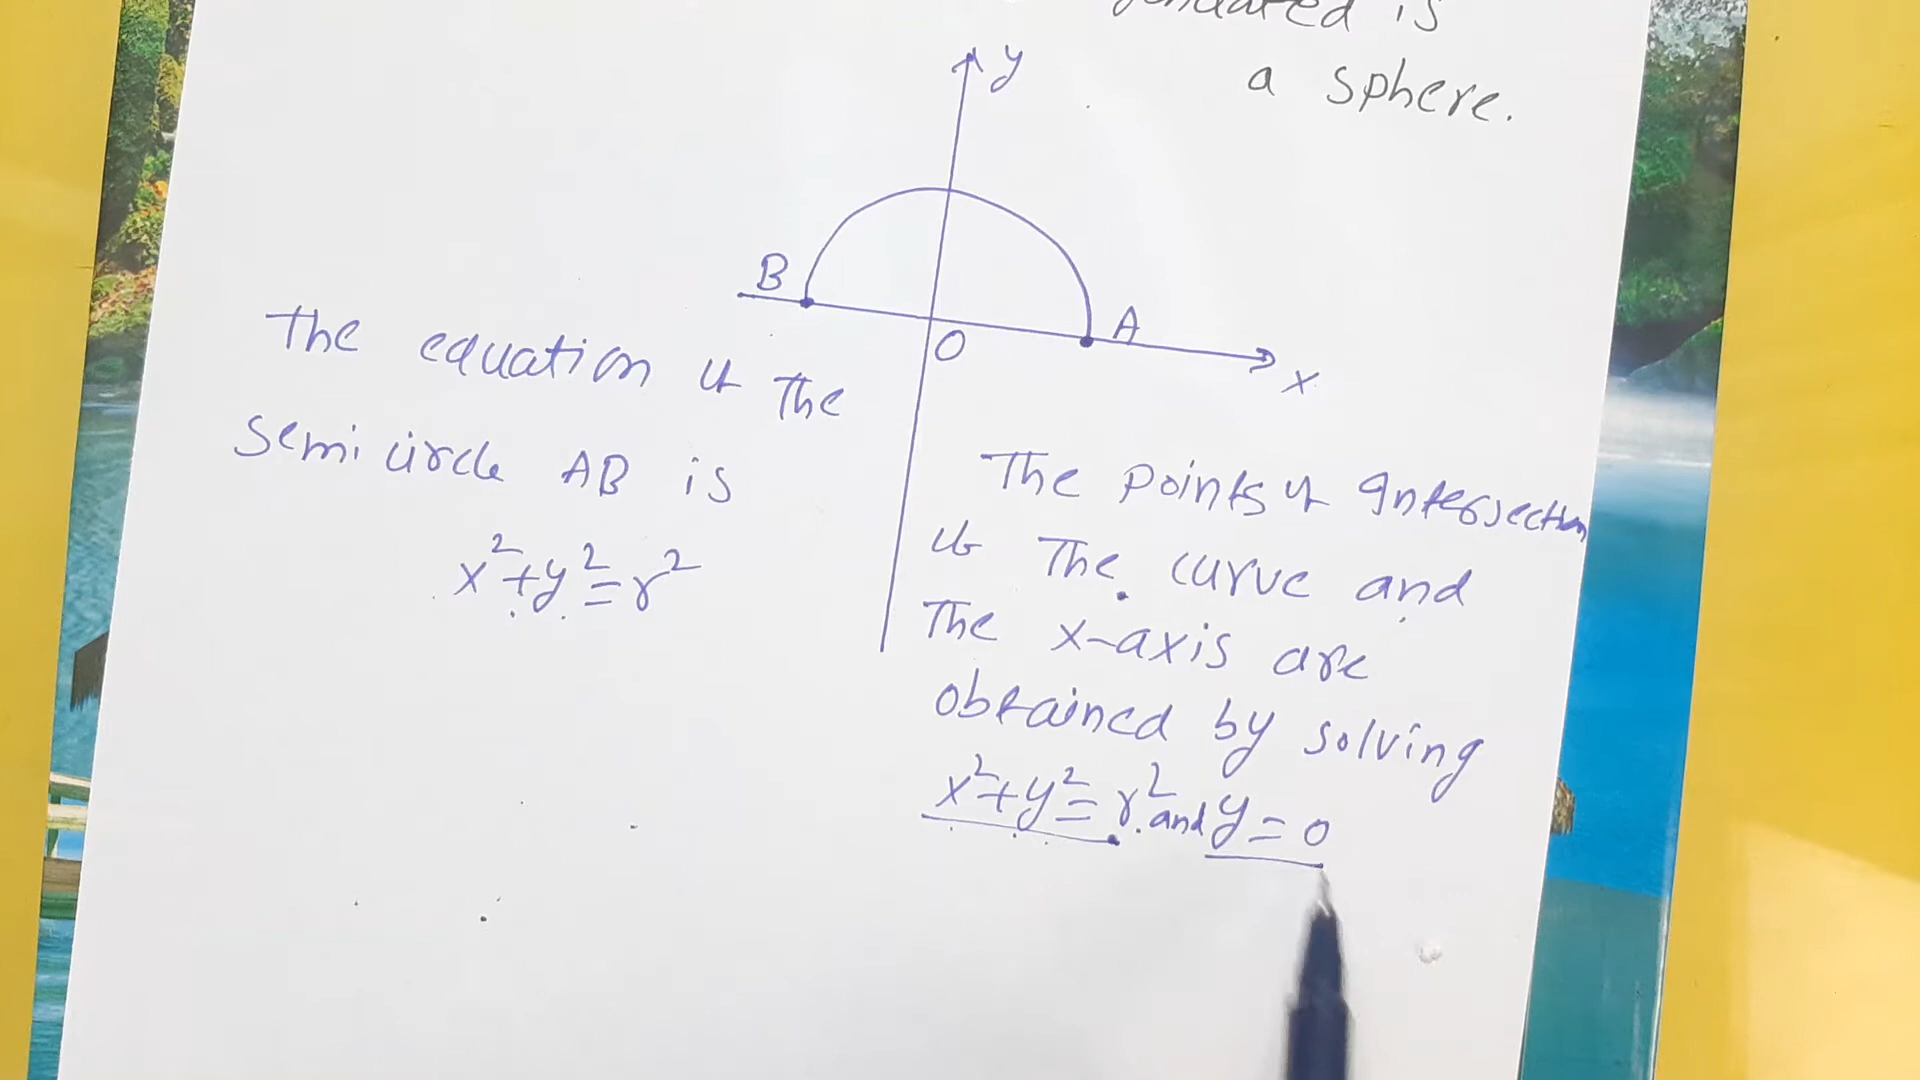 is
a sphere.
y
B
A
O
x
The equation of the
semi circle AB is
x²+y²=r²
The points of Intersection
of The curve and
The x-axis are
obtained by solving
x²+y²=r² and y=0